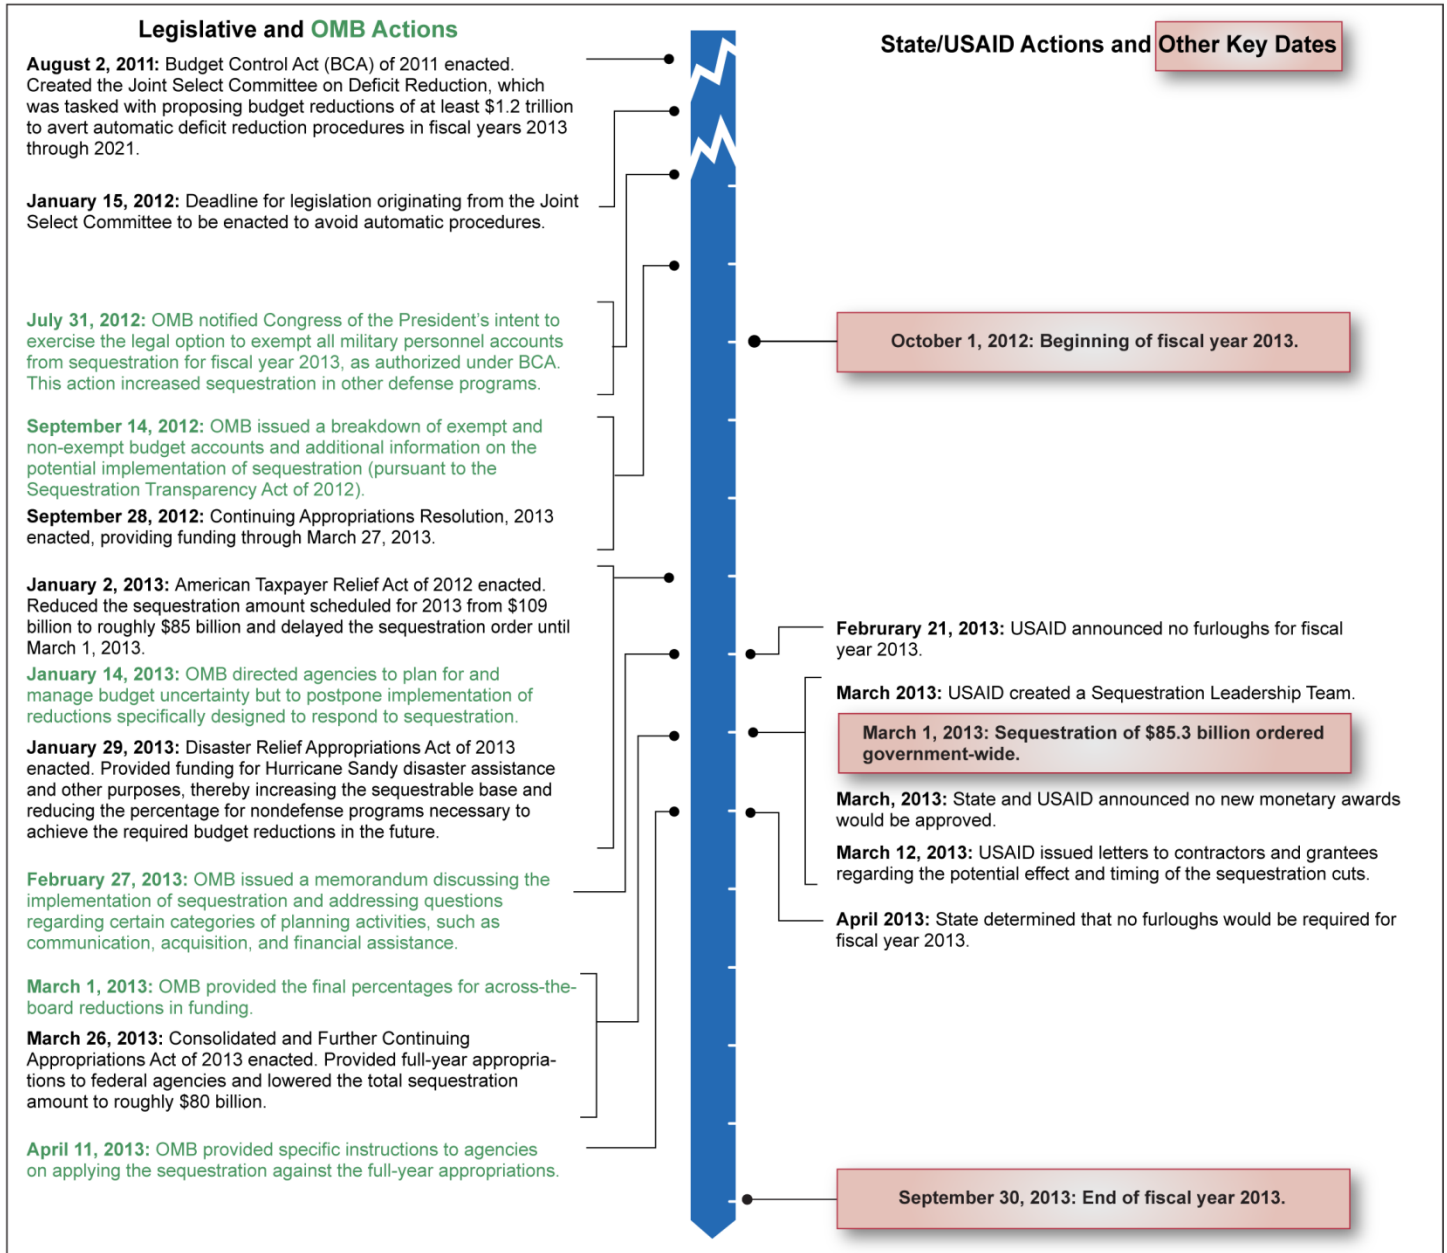 Legislative and OMB Actions
August 2, 2011: Budget Control Act (BCA) of 2011 enacted.
Created the Joint Select Committee on Deficit Reduction, which
was tasked with proposing budget reductions of at least $1.2 trillion
to avert automatic deficit reduction procedures in fiscal years 2013
through 2021.
January 15, 2012: Deadline for legislation originating from the Joint
Select Committee to be enacted to avoid automatic procedures.
July 31, 2012: OMB notified Congress of the President’s intent to
exercise the legal option to exempt all military personnel accounts
from sequestration for fiscal year 2013, as authorized under BCA.
This action increased sequestration in other defense programs.
September 14, 2012: OMB issued a breakdown of exempt and
non-exempt budget accounts and additional information on the
potential implementation of sequestration (pursuant to the
Sequestration Transparency Act of 2012).
September 28, 2012: Continuing Appropriations Resolution, 2013
enacted, providing funding through March 27, 2013.
January 2, 2013: American Taxpayer Relief Act of 2012 enacted.
Reduced the sequestration amount scheduled for 2013 from $109
billion to roughly $85 billion and delayed the sequestration order until
March 1, 2013.
January 14, 2013: OMB directed agencies to plan for and
manage budget uncertainty but to postpone implementation of
reductions specifically designed to respond to sequestration.
January 29, 2013: Disaster Relief Appropriations Act of 2013
enacted. Provided funding for Hurricane Sandy disaster assistance
and other purposes, thereby increasing the sequestrable base and
reducing the percentage for nondefense programs necessary to
achieve the required budget reductions in the future.
February 27, 2013: OMB issued a memorandum discussing the
implementation of sequestration and addressing questions
regarding certain categories of planning activities, such as
communication, acquisition, and financial assistance.
March 1, 2013: OMB provided the final percentages for across-the-
board reductions in funding.
March 26, 2013: Consolidated and Further Continuing
Appropriations Act of 2013 enacted. Provided full-year appropria-
tions to federal agencies and lowered the total sequestration
amount to roughly $80 billion.
April 11, 2013: OMB provided specific instructions to agencies
on applying the sequestration against the full-year appropriations.
State/USAID Actions and Other Key Dates
October 1, 2012: Beginning of fiscal year 2013.
Februrary 21, 2013: USAID announced no furloughs for fiscal
year 2013.
March 2013: USAID created a Sequestration Leadership Team.
March 1, 2013: Sequestration of $85.3 billion ordered
government-wide.
March, 2013: State and USAID announced no new monetary awards
would be approved.
March 12, 2013: USAID issued letters to contractors and grantees
regarding the potential effect and timing of the sequestration cuts.
April 2013: State determined that no furloughs would be required for
fiscal year 2013.
September 30, 2013: End of fiscal year 2013.